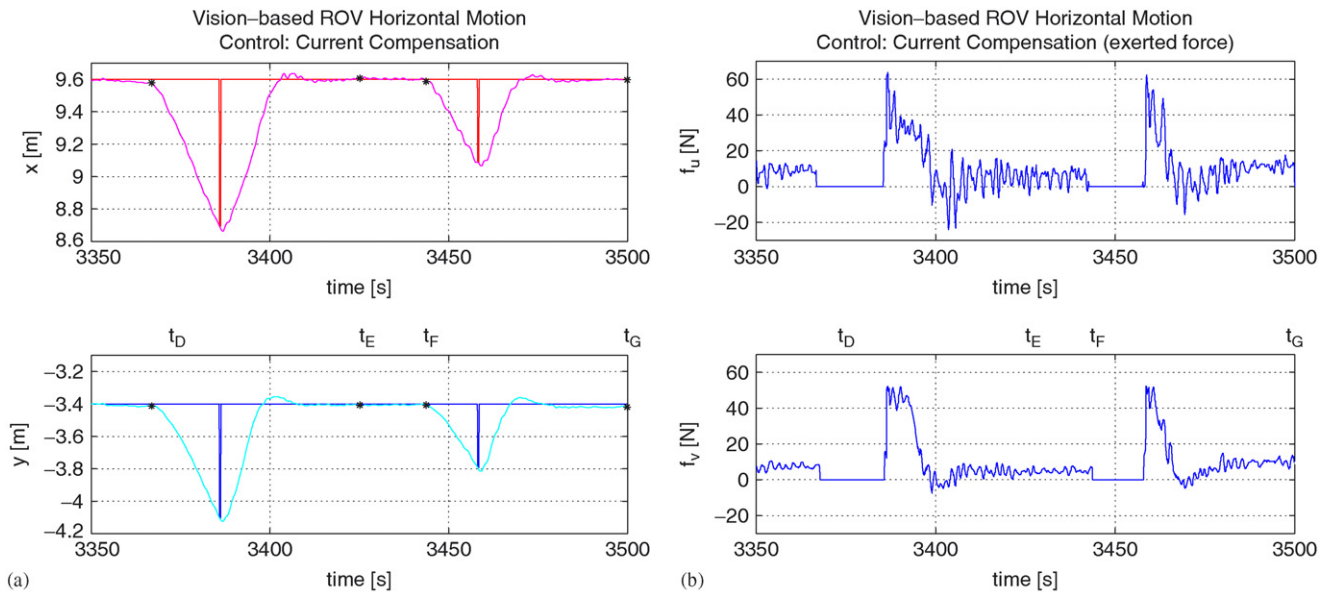 Vision–based ROV Horizontal Motion
Control: Current Compensation
9.6
9.4
9.2
9
8.8
8.6
x [m]
3350
3400
3450
3500
time [s]
t_D
t_E
t_F
t_G
−3.2
−3.4
−3.6
−3.8
−4
−4.2
y [m]
3350
3400
3450
3500
time [s]
(a)
Vision–based ROV Horizontal Motion
Control: Current Compensation (exerted force)
60
40
20
0
−20
f_u [N]
3350
3400
3450
3500
time [s]
t_D
t_E
t_F
t_G
60
40
20
0
−20
f_v [N]
3350
3400
3450
3500
time [s]
(b)